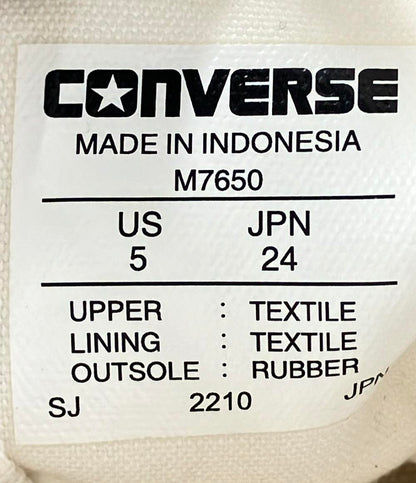 CONVERSE
MADE IN INDONESIA
M7650
US JPN
5 24
UPPER : TEXTILE
LINING : TEXTILE
OUTSOLE : RUBBER
SJ 2210 JPN